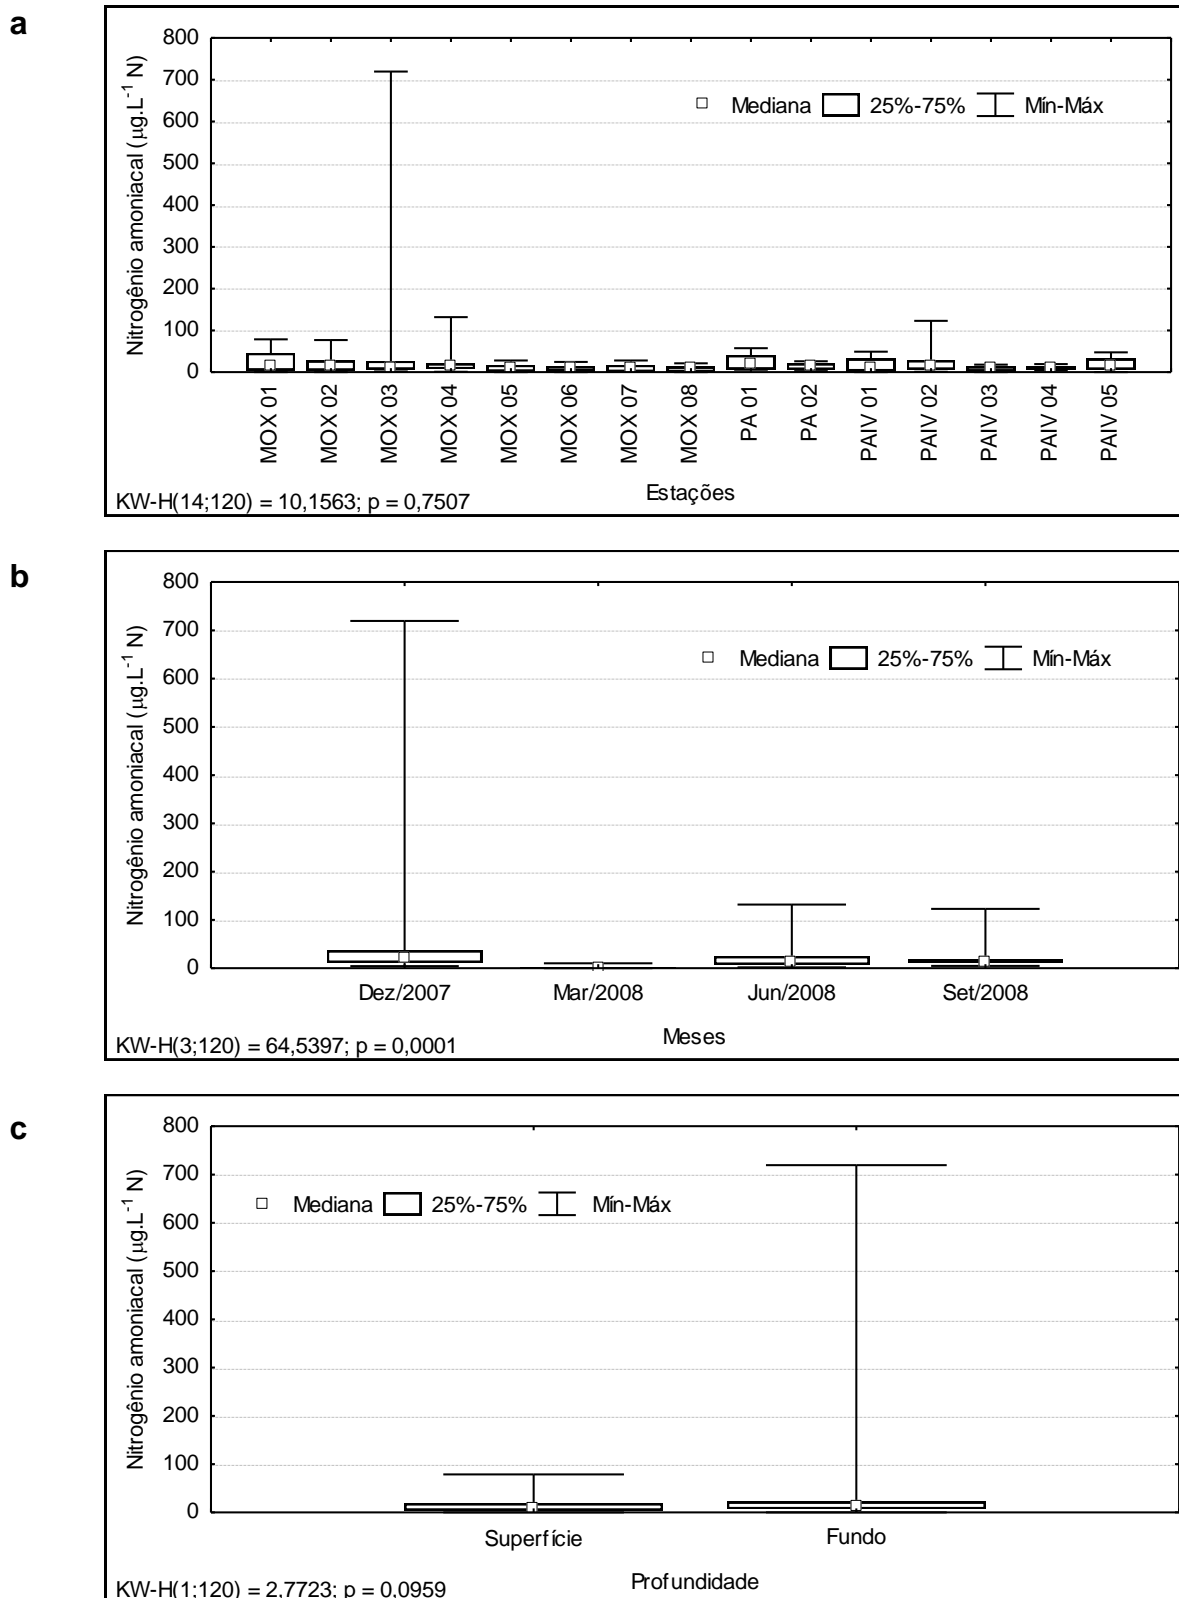 a
800
700
600
500
400
300
200
100
0
Nitrogênio amoniacal (µg.L⁻¹ N)
Mediana 25%-75% Mín-Máx
MOX 01
MOX 02
MOX 03
MOX 04
MOX 05
MOX 06
MOX 07
MOX 08
PA 01
PA 02
PAIV 01
PAIV 02
PAIV 03
PAIV 04
PAIV 05
Estações
KW-H(14;120) = 10,1563; p = 0,7507
b
800
700
600
500
400
300
200
100
0
Nitrogênio amoniacal (µg.L⁻¹ N)
Mediana 25%-75% Mín-Máx
Dez/2007 Mar/2008 Jun/2008 Set/2008
Meses
KW-H(3;120) = 64,5397; p = 0,0001
c
800
700
600
500
400
300
200
100
0
Nitrogênio amoniacal (µg.L⁻¹ N)
Mediana 25%-75% Mín-Máx
Superfície Fundo
Profundidade
KW-H(1;120) = 2,7723; p = 0,0959